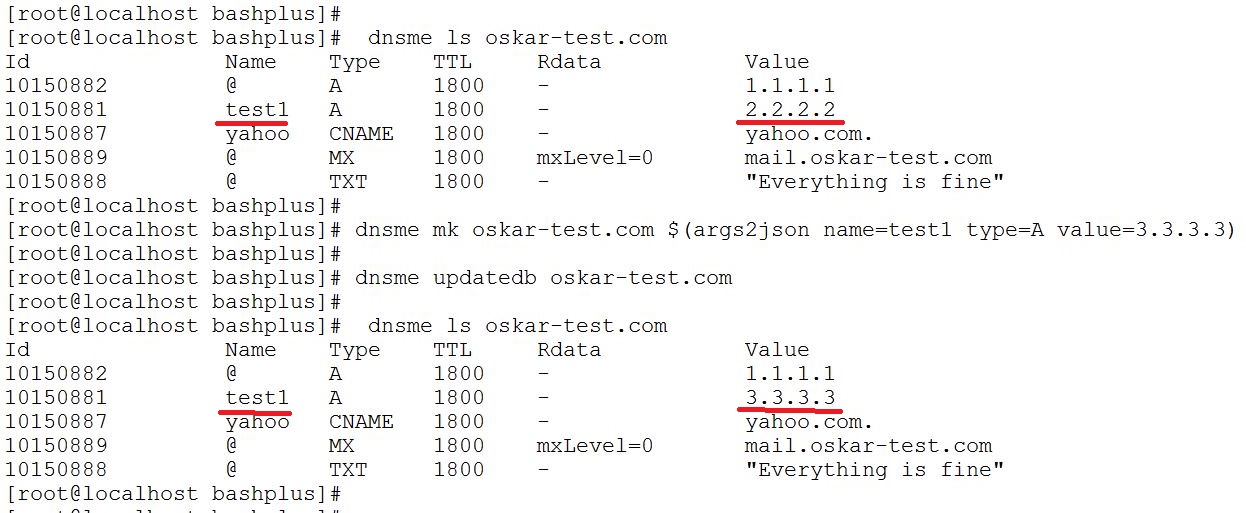 [root@localhost bashplus]#
[root@localhost bashplus]#  dnsme ls oskar-test.com
Id                Name    Type    TTL     Rdata           Value
10150882          @       A       1800    -               1.1.1.1
10150881          test1   A       1800    -               2.2.2.2
10150887          yahoo   CNAME   1800    -               yahoo.com.
10150889          @       MX      1800    mxLevel=0       mail.oskar-test.com
10150888          @       TXT     1800    -               "Everything is fine"
[root@localhost bashplus]#
[root@localhost bashplus]# dnsme mk oskar-test.com $(args2json name=test1 type=A value=3.3.3.3)
[root@localhost bashplus]#
[root@localhost bashplus]# dnsme updatedb oskar-test.com
[root@localhost bashplus]#
[root@localhost bashplus]#  dnsme ls oskar-test.com
Id                Name    Type    TTL     Rdata           Value
10150882          @       A       1800    -               1.1.1.1
10150881          test1   A       1800    -               3.3.3.3
10150887          yahoo   CNAME   1800    -               yahoo.com.
10150889          @       MX      1800    mxLevel=0       mail.oskar-test.com
10150888          @       TXT     1800    -               "Everything is fine"
[root@localhost bashplus]#